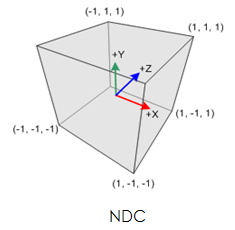 (-1, 1, 1)
(1, 1, 1)
+Y
+Z
+X
(-1, -1, -1)
(1, -1, 1)
(1, -1, -1)
NDC